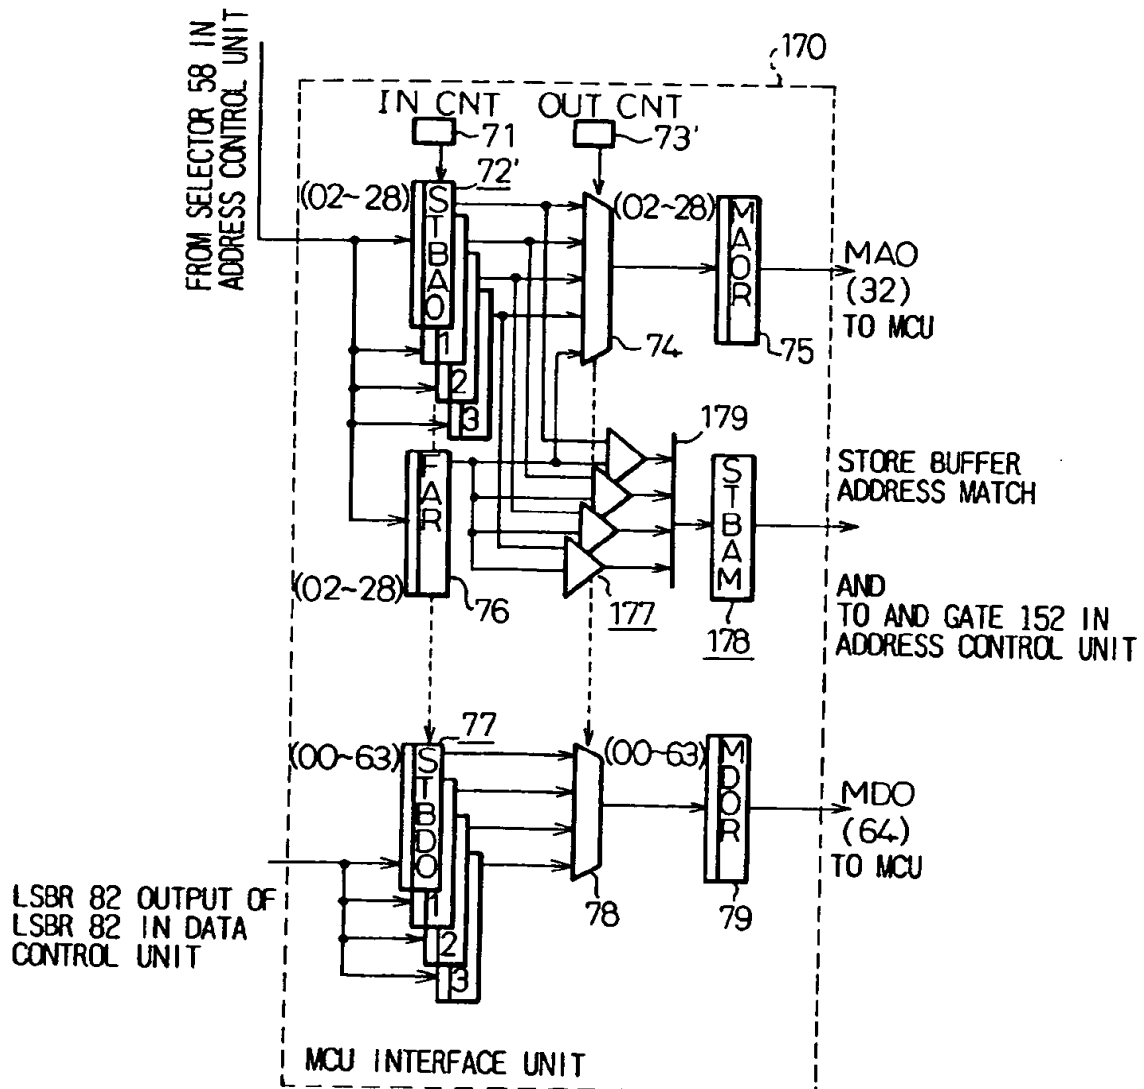 170
FROM SELECTOR 58 IN
ADDRESS CONTROL UNIT
IN CNT
OUT CNT
71
73'
72'
(02~28)
STBA0
1
2
3
(02~28)
MAOR
MAO
(32)
TO MCU
74
75
179
FAR
(02~28)
76
177
STBAM
178
STORE BUFFER
ADDRESS MATCH
AND
TO AND GATE 152 IN
ADDRESS CONTROL UNIT
77
(00~63)
STBD0
1
2
3
(00~63)
MDOR
MDO
(64)
TO MCU
78
79
LSBR 82 OUTPUT OF
LSBR 82 IN DATA
CONTROL UNIT
MCU INTERFACE UNIT